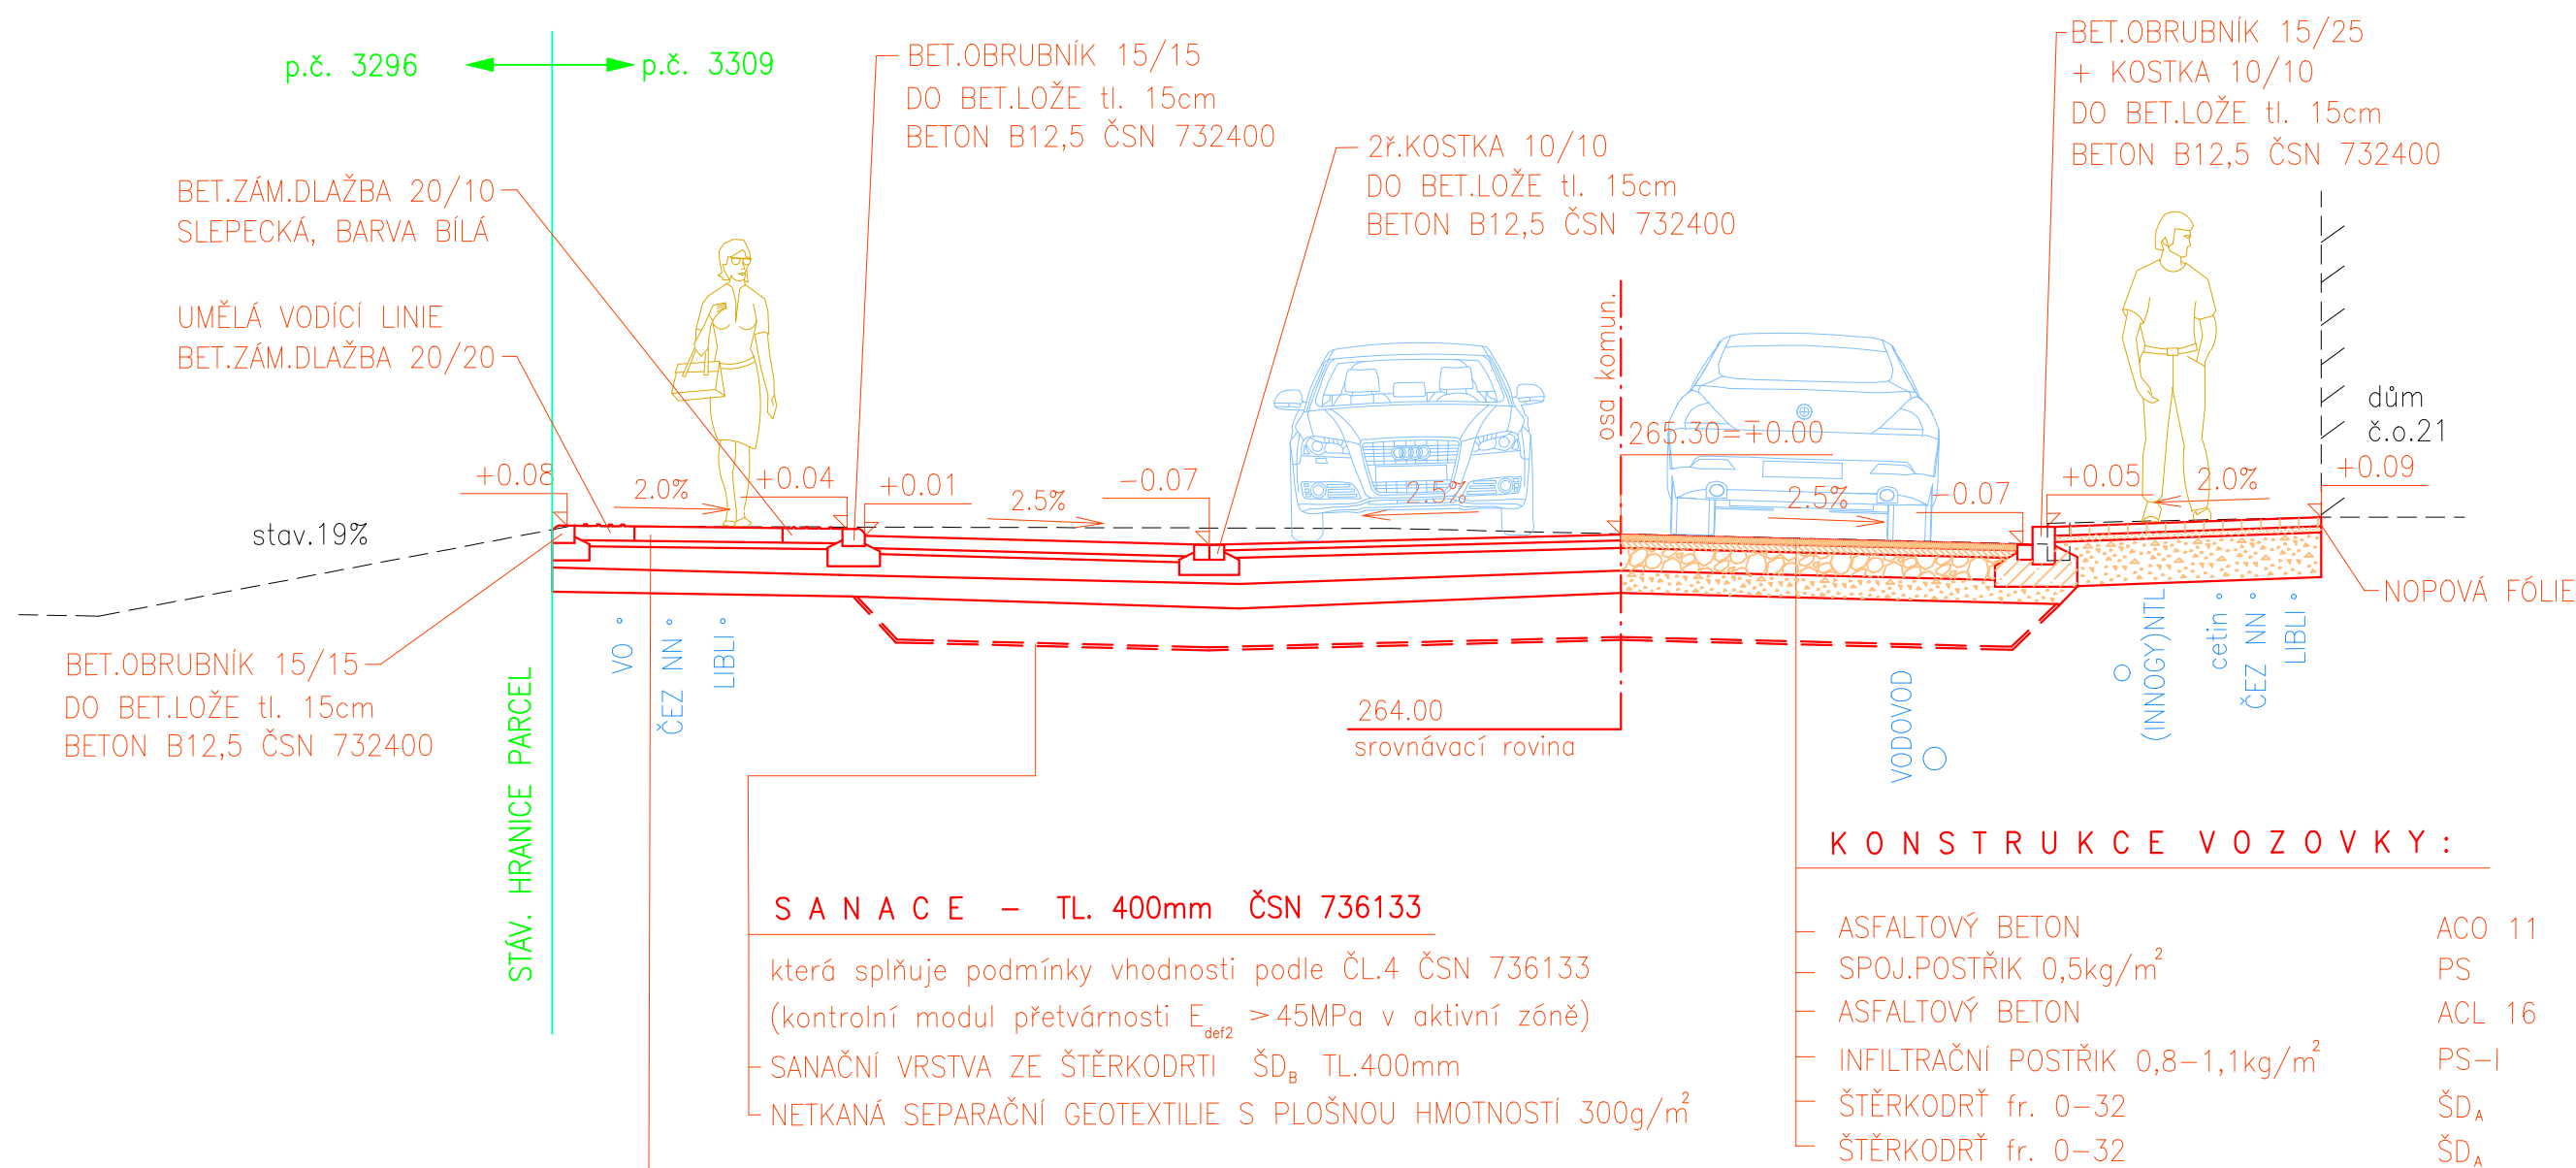 p.č. 3296
p.č. 3309
BET.OBRUBNÍK 15/15
DO BET.LOŽE tl. 15cm
BETON B12,5 ČSN 732400
BET.OBRUBNÍK 15/25
+ KOSTKA 10/10
DO BET.LOŽE tl. 15cm
BETON B12,5 ČSN 732400
2ř.KOSTKA 10/10
DO BET.LOŽE tl. 15cm
BETON B12,5 ČSN 732400
BET.ZÁM.DLAŽBA 20/10
SLEPECKÁ, BARVA BÍLÁ
UMĚLÁ VODÍCÍ LINIE
BET.ZÁM.DLAŽBA 20/20
osa komun.
265.30=∓0.00
dům
č.o.21
+0.08
2.0%
+0.04
+0.01
2.5%
-0.07
2.5%
2.5%
-0.07
+0.05
2.0%
+0.09
stav.19%
NOPOVÁ FÓLIE
BET.OBRUBNÍK 15/15
DO BET.LOŽE tl. 15cm
BETON B12,5 ČSN 732400
STÁV. HRANICE PARCEL
VO
ČEZ NN
LIBLI
264.00
srovnávací rovina
VODOVOD
(INNOGY)NTL
cetin
ČEZ NN
LIBLI
SANACE – TL. 400mm ČSN 736133
která splňuje podmínky vhodnosti podle ČL.4 ČSN 736133
(kontrolní modul přetvárnosti E def2 >45MPa v aktivní zóně)
SANAČNÍ VRSTVA ZE ŠTĚRKODRTI ŠD B TL.400mm
NETKANÁ SEPARAČNÍ GEOTEXTILIE S PLOŠNOU HMOTNOSTÍ 300g/m²
KONSTRUKCE VOZOVKY:
ASFALTOVÝ BETON ACO 11
SPOJ.POSTŘIK 0,5kg/m² PS
ASFALTOVÝ BETON ACL 16
INFILTRAČNÍ POSTŘIK 0,8–1,1kg/m² PS–I
ŠTĚRKODRŤ fr. 0–32 ŠD A
ŠTĚRKODRŤ fr. 0–32 ŠD A